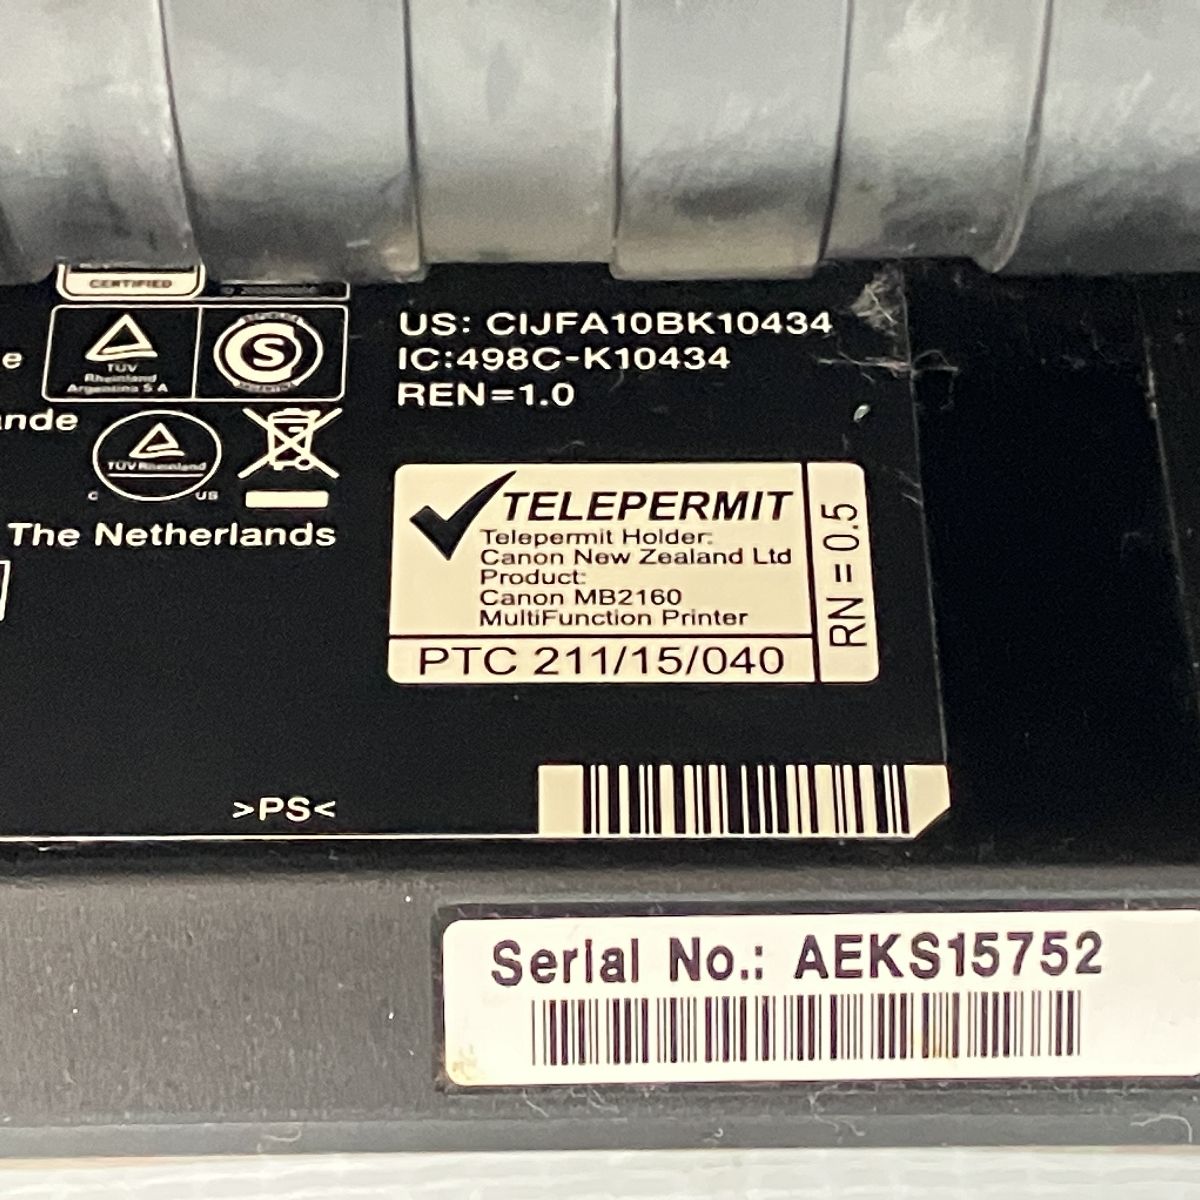 CERTIFIED
US: CIJFA10BK10434
IC:498C-K10434
REN=1.0
e
TÜV
Rheinland
Argentina S A
S
ande
TÜVRheinland
C US
The Netherlands
TELEPERMIT
Telepermit Holder:
Canon New Zealand Ltd
Product:
Canon MB2160
MultiFunction Printer
PTC 211/15/040
RN = 0.5
>PS<
Serial No.: AEKS15752